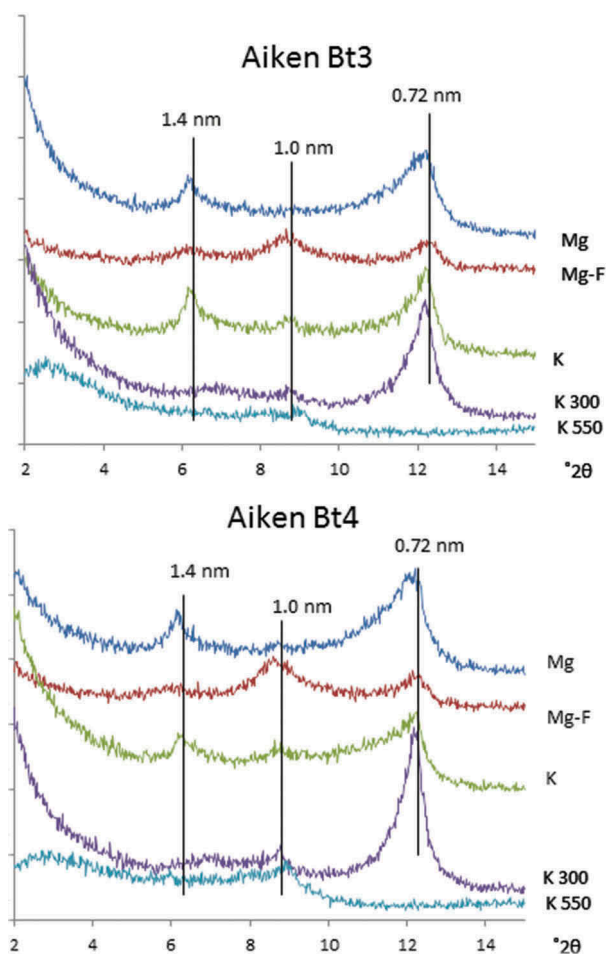 Aiken Bt3
0.72 nm
1.4 nm
1.0 nm
Mg
Mg-F
K
K 300
K 550
2 4 6 8 10 12 14 °2θ
Aiken Bt4
0.72 nm
1.4 nm
1.0 nm
Mg
Mg-F
K
K 300
K 550
2 4 6 8 10 12 14 °2θ